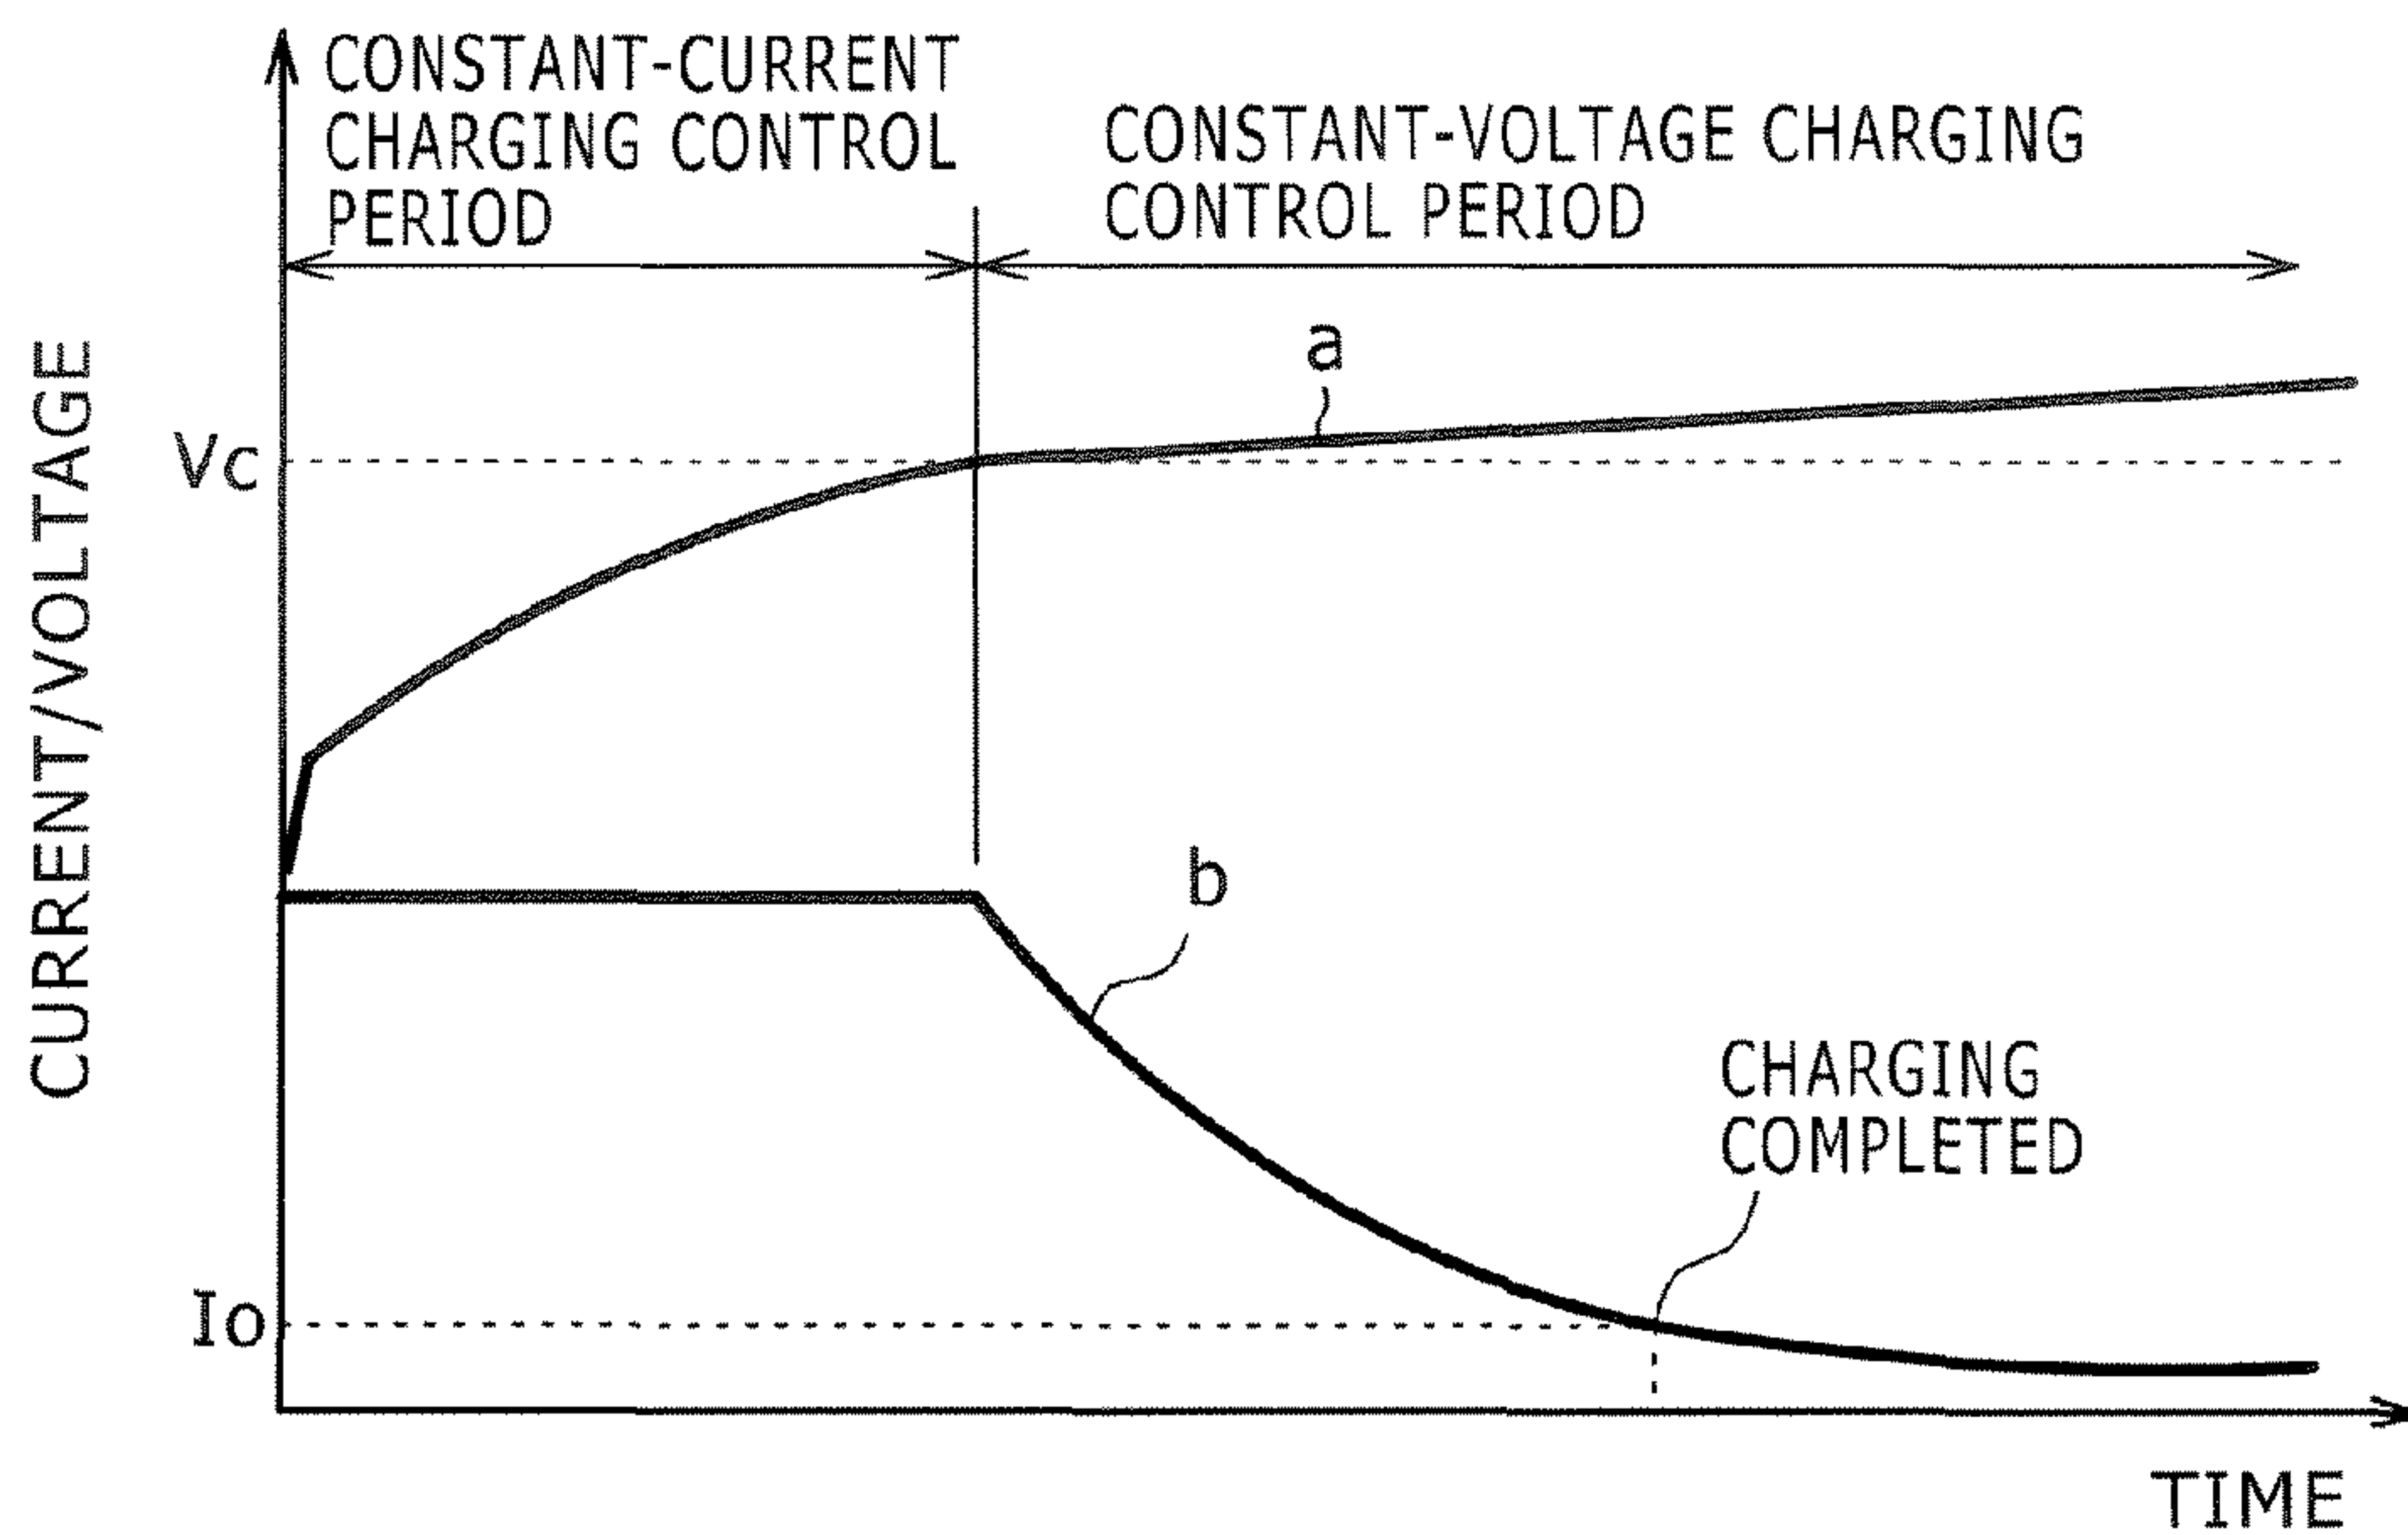 CONSTANT-CURRENT
CHARGING CONTROL
PERIOD
CONSTANT-VOLTAGE CHARGING
CONTROL PERIOD
a
Vc
CURRENT/VOLTAGE
b
CHARGING
COMPLETED
Io
TIME